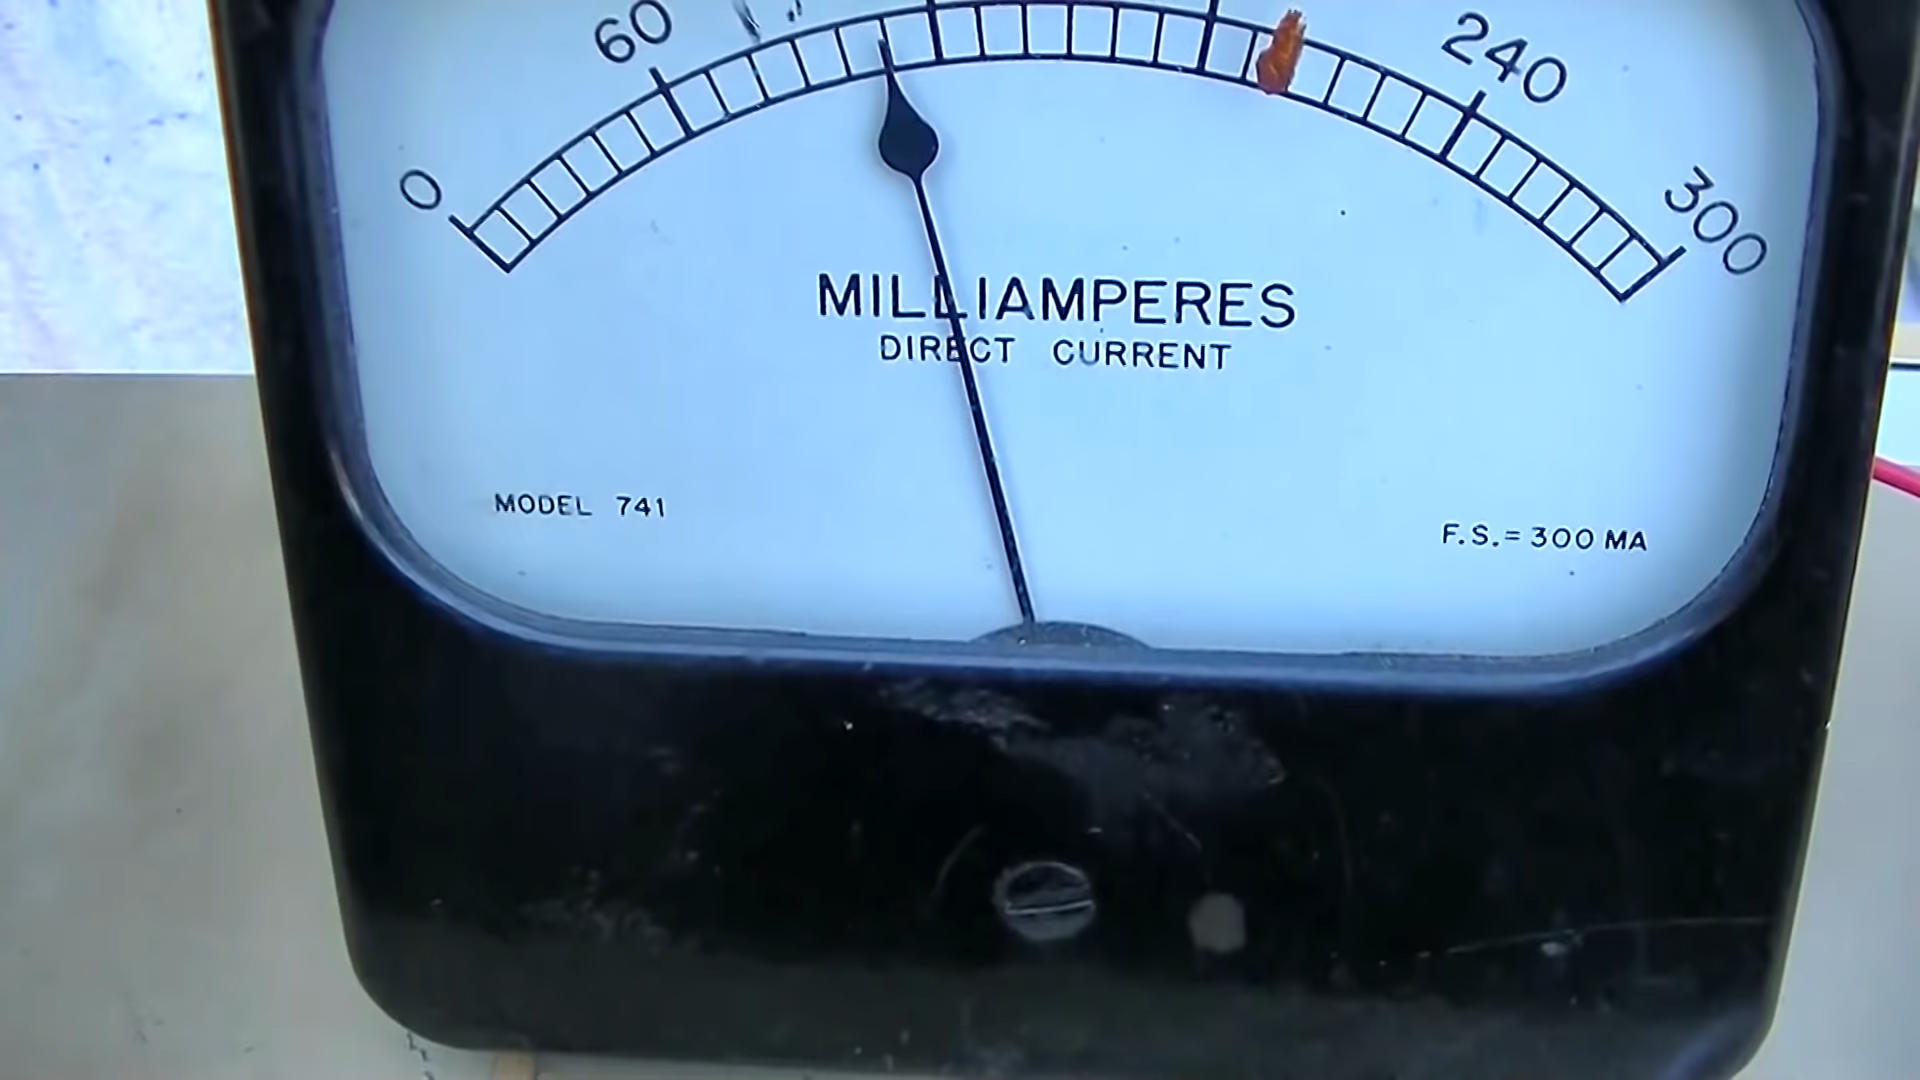 0 60 240 300
MILLIAMPERES
DIRECT CURRENT
MODEL 741
F.S.= 300 MA